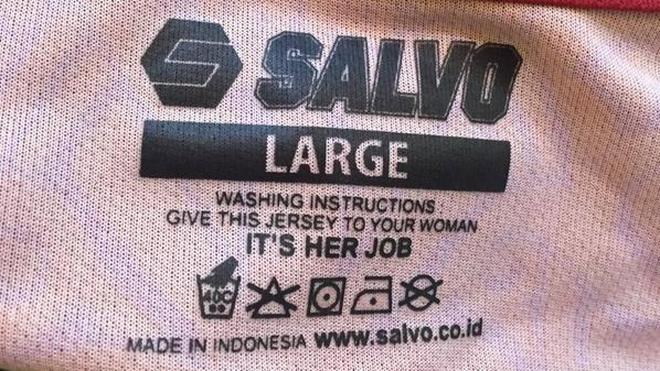 SALVO
LARGE
WASHING INSTRUCTIONS
GIVE THIS JERSEY TO YOUR WOMAN
IT'S HER JOB
40C
MADE IN INDONESIA www.salvo.co.id